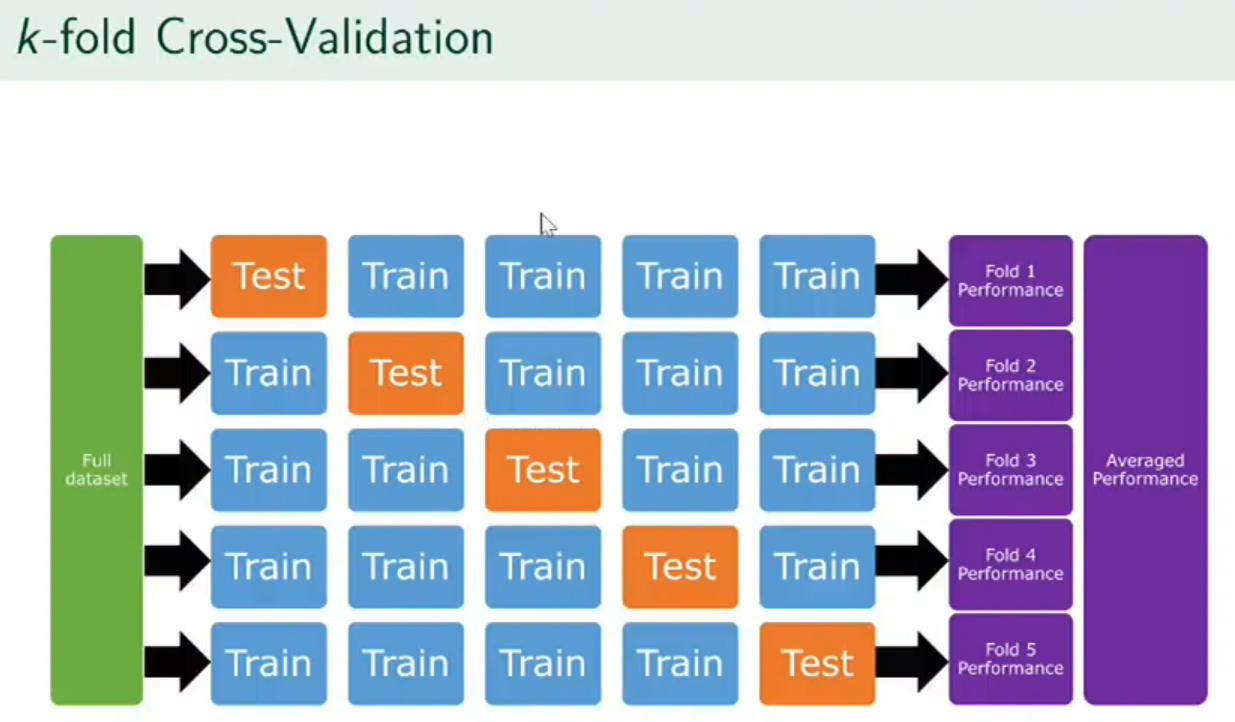 k-fold Cross-Validation
Full
dataset
Test Train Train Train Train
Fold 1
Performance
Train Test Train Train Train
Fold 2
Performance
Train Train Test Train Train
Fold 3
Performance
Train Train Train Test Train
Fold 4
Performance
Train Train Train Train Test
Fold 5
Performance
Averaged
Performance